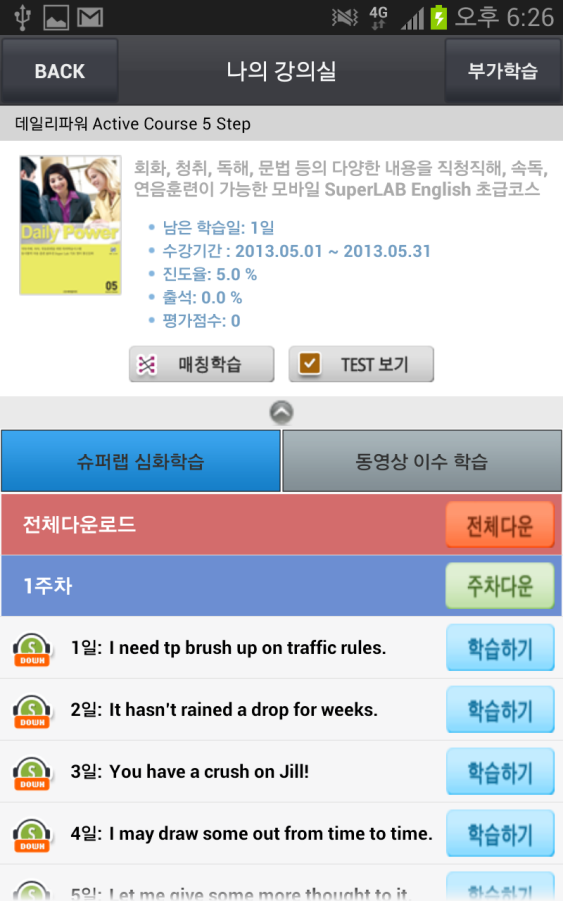 4G 오후 6:26
BACK 나의 강의실 부가학습
데일리파워 Active Course 5 Step
Daily Power
05
회화, 청취, 독해, 문법 등의 다양한 내용을 직청직해, 속독,
연음훈련이 가능한 모바일 SuperLAB English 초급코스
• 남은 학습일: 1일
• 수강기간 : 2013.05.01 ~ 2013.05.31
• 진도율: 5.0 %
• 출석: 0.0 %
• 평가점수: 0
매칭학습 TEST 보기
슈퍼랩 심화학습 동영상 이수 학습
전체다운로드 전체다운
1주차 주차다운
S DOWN 1일: I need tp brush up on traffic rules. 학습하기
S DOWN 2일: It hasn't rained a drop for weeks. 학습하기
S DOWN 3일: You have a crush on Jill! 학습하기
S DOWN 4일: I may draw some out from time to time. 학습하기
5일: Let me give some more thought to it. 학습하기